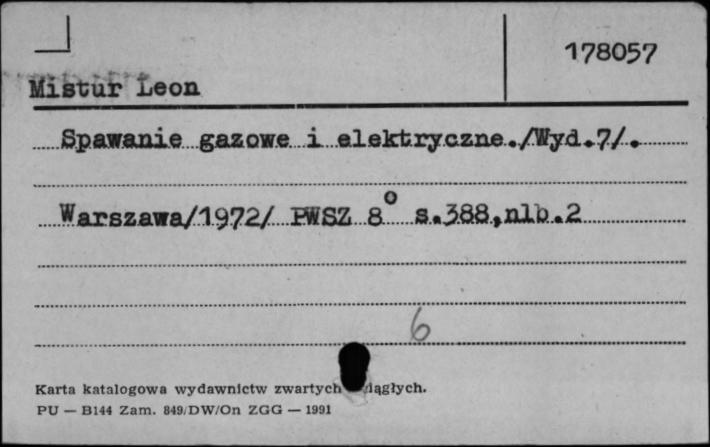 178057
Mistur Leon
Spawanie gazowe i elektryczne./Wyd.7/.
Warszawa/1972/ PWSZ 8° s.388,nlb.2
6
Karta katalogowa wydawnictw zwartych
PU — B144 Zam. 849/DW/On ZGG — 1991